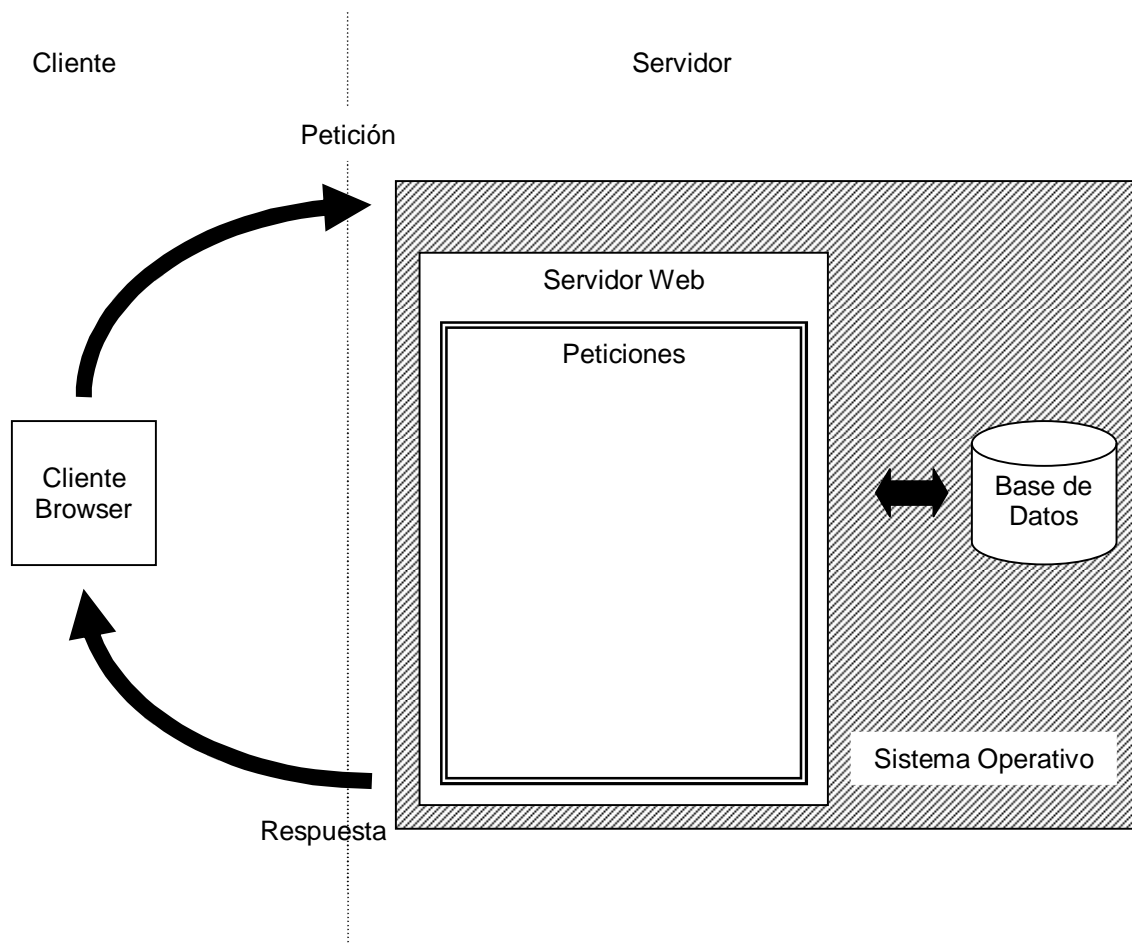 Cliente
Servidor
Petición
Servidor Web
Peticiones
Cliente
Browser
Base de
Datos
Sistema Operativo
Respuesta